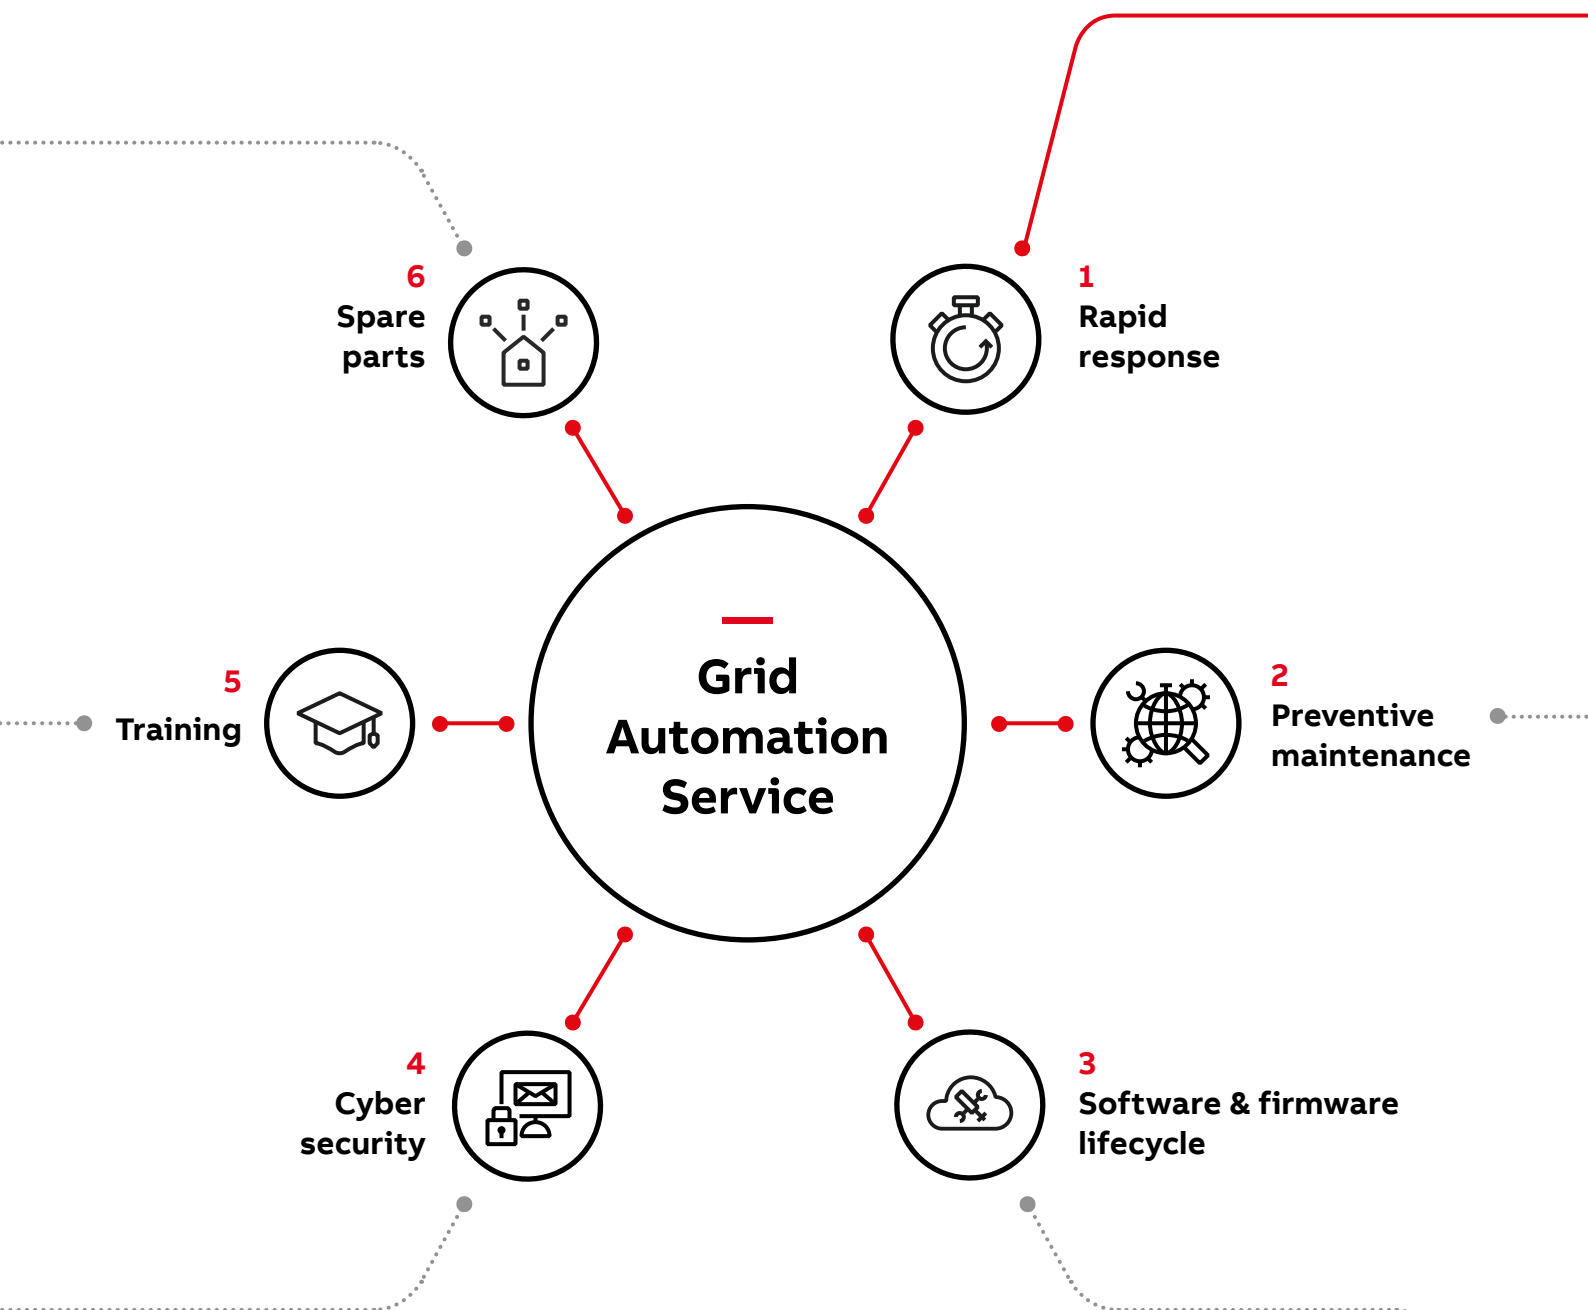 Grid
Automation
Service
1
Rapid
response
2
Preventive
maintenance
3
Software & firmware
lifecycle
4
Cyber
security
5
Training
6
Spare
parts